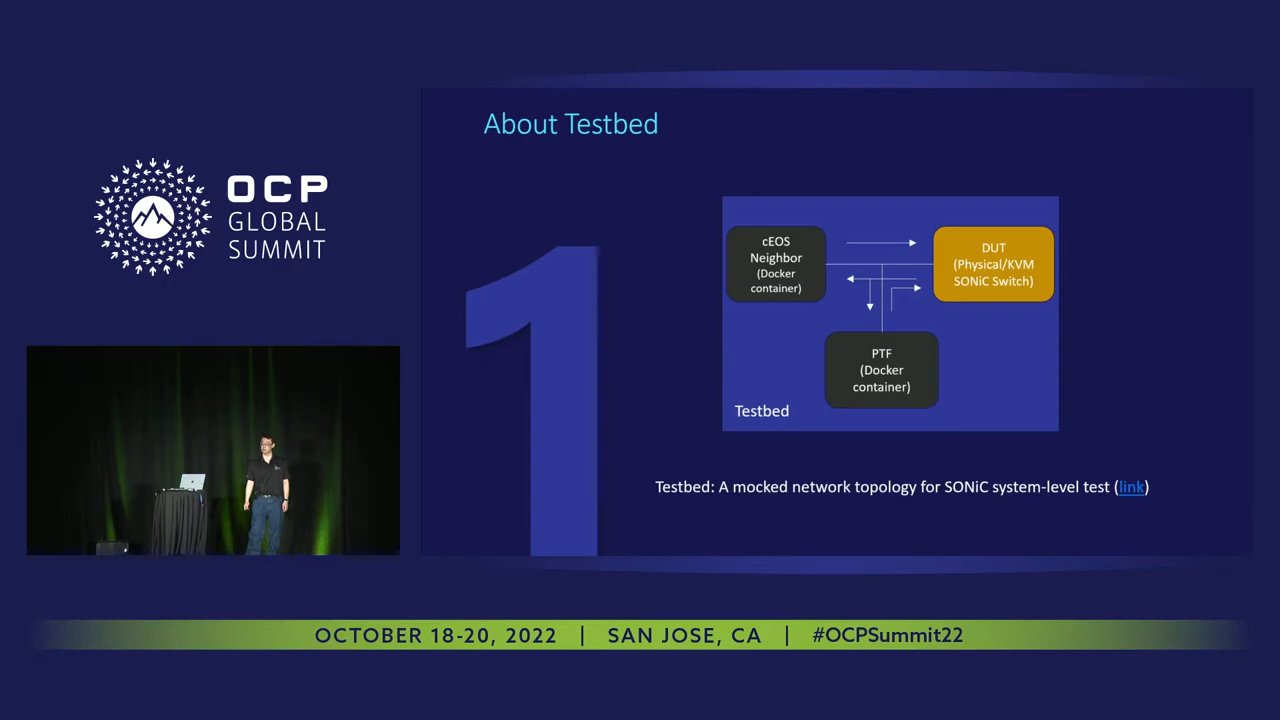 About Testbed
OCP
GLOBAL
SUMMIT
1
cEOS
Neighbor
(Docker
container)
DUT
(Physical/KVM
SONiC Switch)
PTF
(Docker
container)
Testbed
Testbed: A mocked network topology for SONiC system-level test (link)
OCTOBER 18-20, 2022 | SAN JOSE, CA | #OCPSummit22